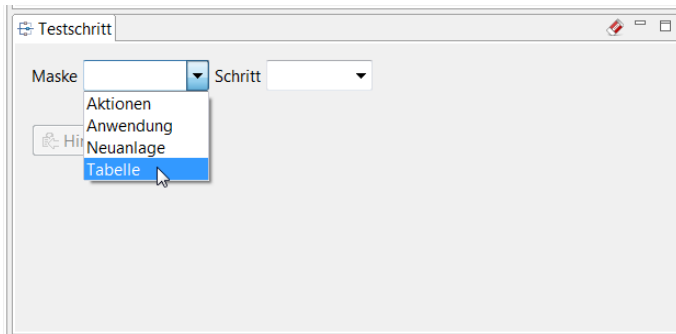 Testschritt
Maske Schritt
Aktionen
Anwendung
Neuanlage
Tabelle